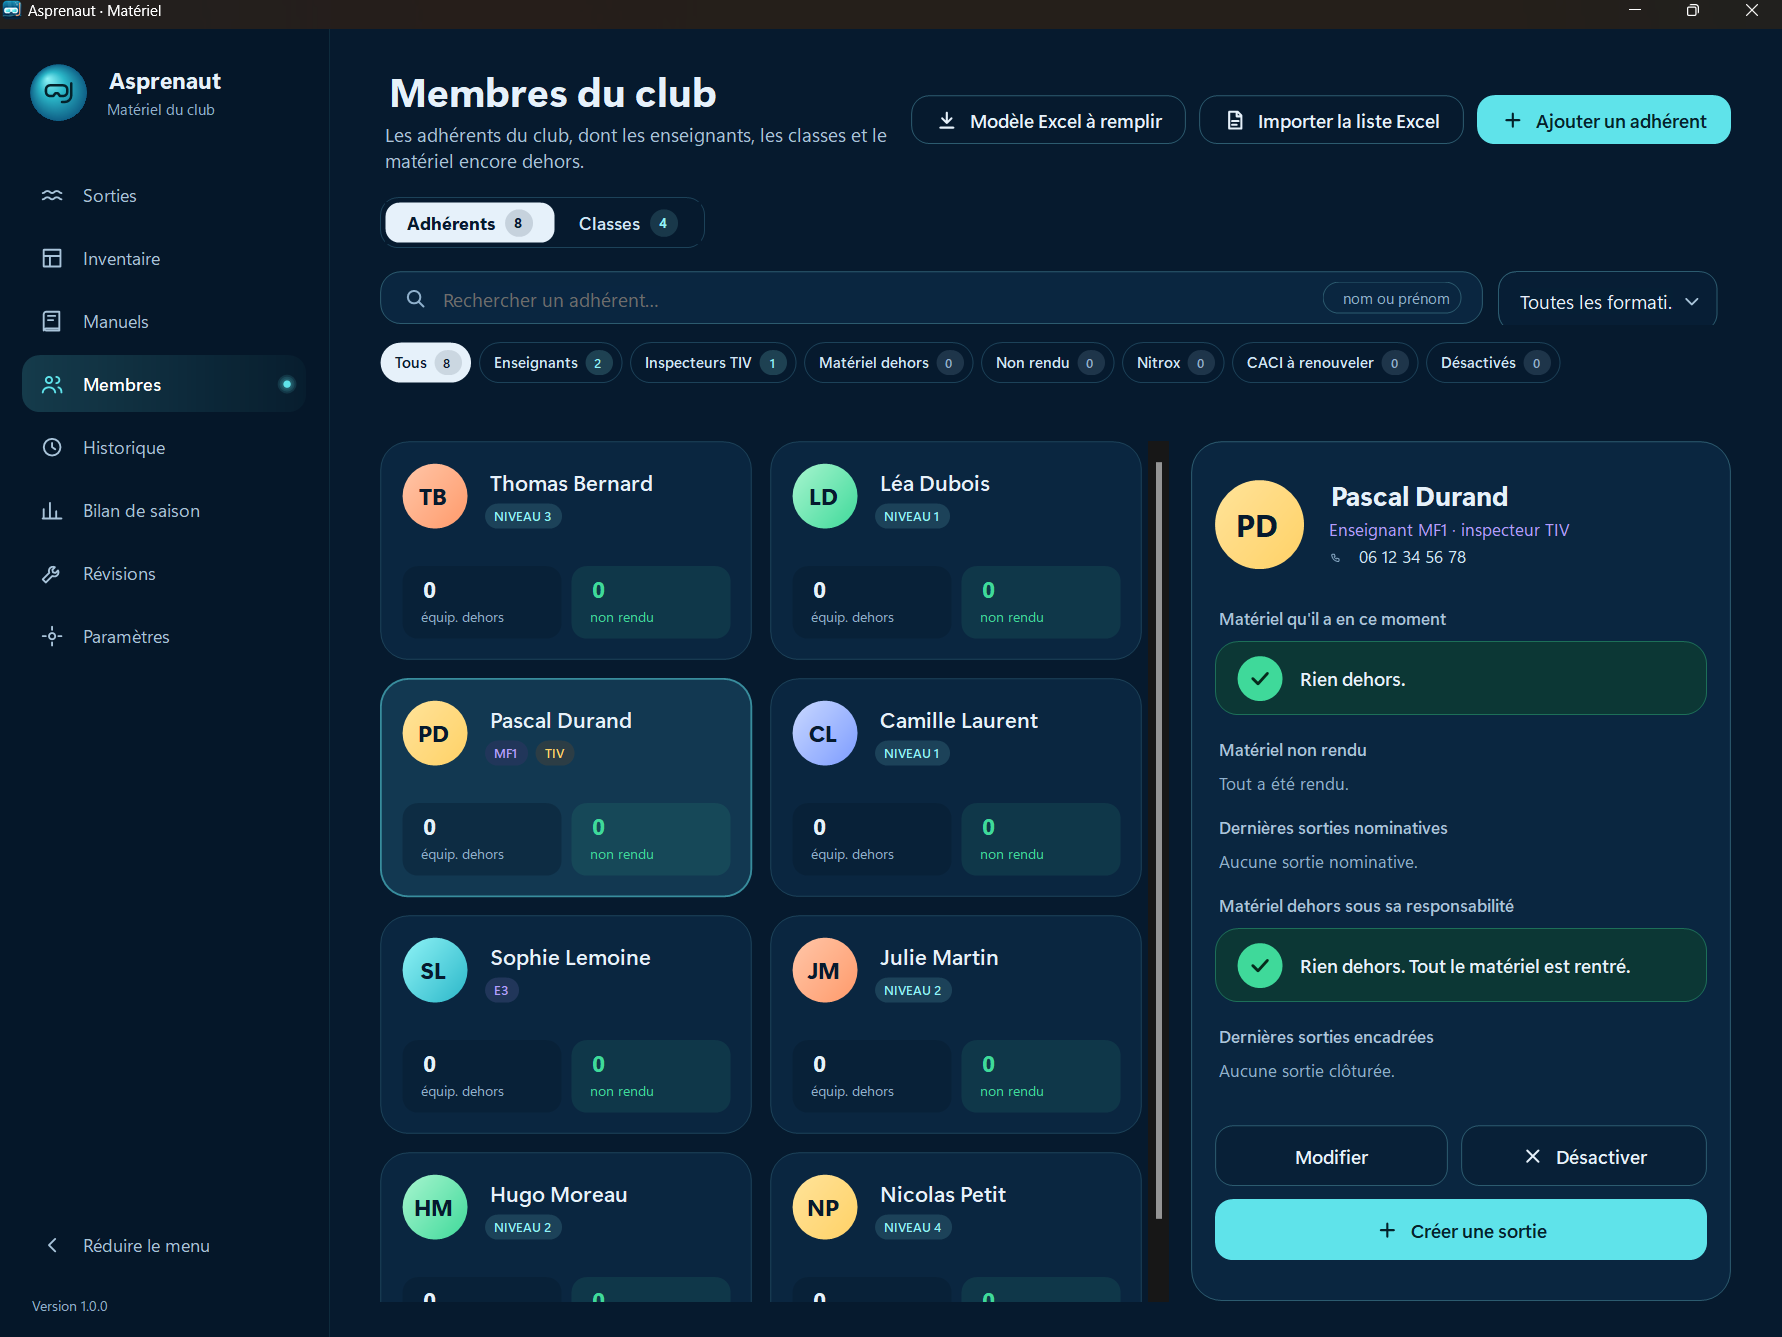 Asprenaut · Matériel
Asprenaut
Matériel du club
Sorties
Inventaire
Manuels
Membres
Historique
Bilan de saison
Révisions
Paramètres
Réduire le menu
Version 1.0.0
Membres du club
Les adhérents du club, dont les enseignants, les classes et le
matériel encore dehors.
Modèle Excel à remplir
Importer la liste Excel
Ajouter un adhérent
Adhérents 8
Classes 4
Rechercher un adhérent...
nom ou prénom
Toutes les formati.
Tous 8
Enseignants 2
Inspecteurs TIV 1
Matériel dehors 0
Non rendu 0
Nitrox 0
CACI à renouveler 0
Désactivés 0
TB
Thomas Bernard
NIVEAU 3
0
équip. dehors
0
non rendu
LD
Léa Dubois
NIVEAU 1
0
équip. dehors
0
non rendu
PD
Pascal Durand
MF1 TIV
0
équip. dehors
0
non rendu
CL
Camille Laurent
NIVEAU 1
0
équip. dehors
0
non rendu
SL
Sophie Lemoine
E3
0
équip. dehors
0
non rendu
JM
Julie Martin
NIVEAU 2
0
équip. dehors
0
non rendu
HM
Hugo Moreau
NIVEAU 2
0
0
NP
Nicolas Petit
NIVEAU 4
0
0
PD
Pascal Durand
Enseignant MF1 · inspecteur TIV
06 12 34 56 78
Matériel qu'il a en ce moment
Rien dehors.
Matériel non rendu
Tout a été rendu.
Dernières sorties nominatives
Aucune sortie nominative.
Matériel dehors sous sa responsabilité
Rien dehors. Tout le matériel est rentré.
Dernières sorties encadrées
Aucune sortie clôturée.
Modifier
Désactiver
Créer une sortie